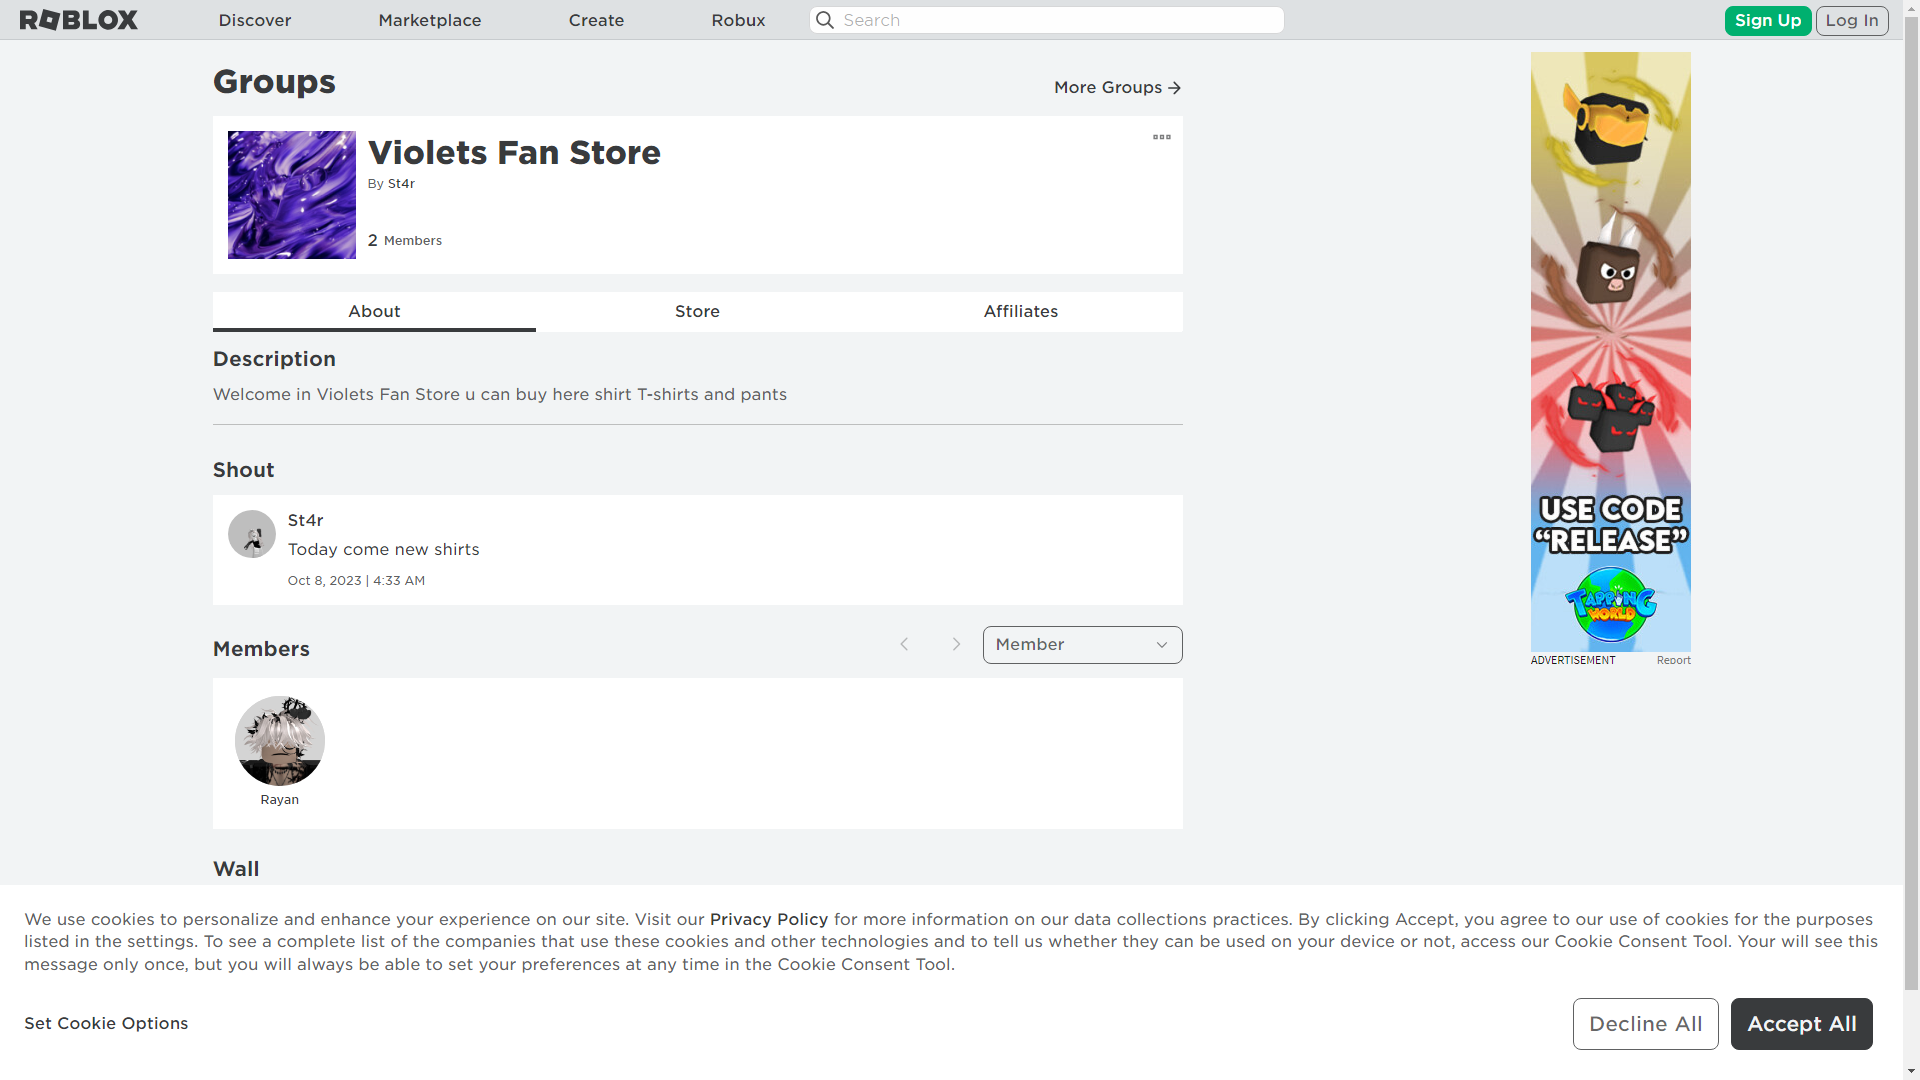 ROBLOX
Discover
Marketplace
Create
Robux
Search
Sign Up
Log In
Groups
More Groups
Violets Fan Store
By St4r
2 Members
About
Store
Affiliates
Description
Welcome in Violets Fan Store u can buy here shirt T-shirts and pants
Shout
St4r
Today come new shirts
Oct 8, 2023 | 4:33 AM
Members
Member
Rayan
Wall
USE CODE
“RELEASE”
TAPPING
WORLD
ADVERTISEMENT
Report
We use cookies to personalize and enhance your experience on our site. Visit our Privacy Policy for more information on our data collections practices. By clicking Accept, you agree to our use of cookies for the purposes
listed in the settings. To see a complete list of the companies that use these cookies and other technologies and to tell us whether they can be used on your device or not, access our Cookie Consent Tool. Your will see this
message only once, but you will always be able to set your preferences at any time in the Cookie Consent Tool.
Set Cookie Options
Decline All
Accept All